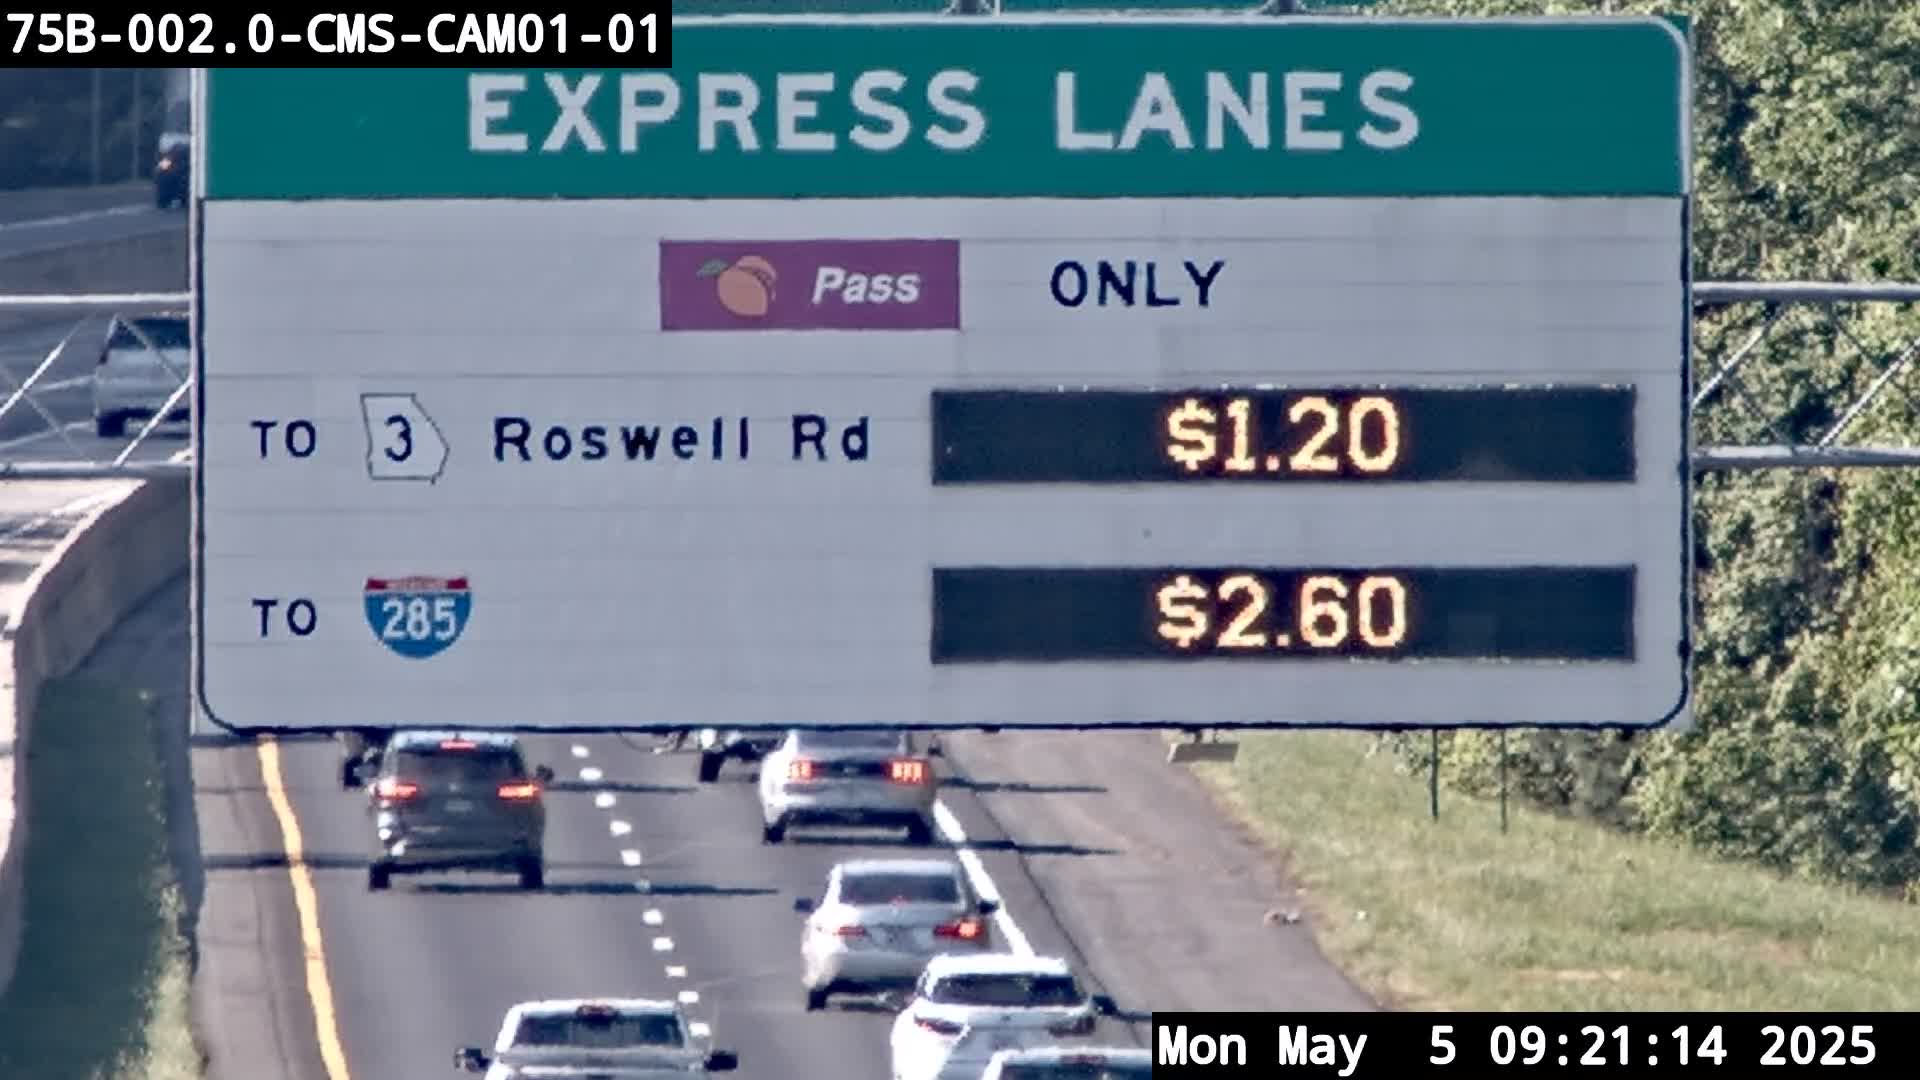 75B-002.0-CMS-CAM01-01
EXPRESS LANES
Pass ONLY
TO 3 Roswell Rd $1.20
TO 285 $2.60
Mon May 5 09:21:14 2025